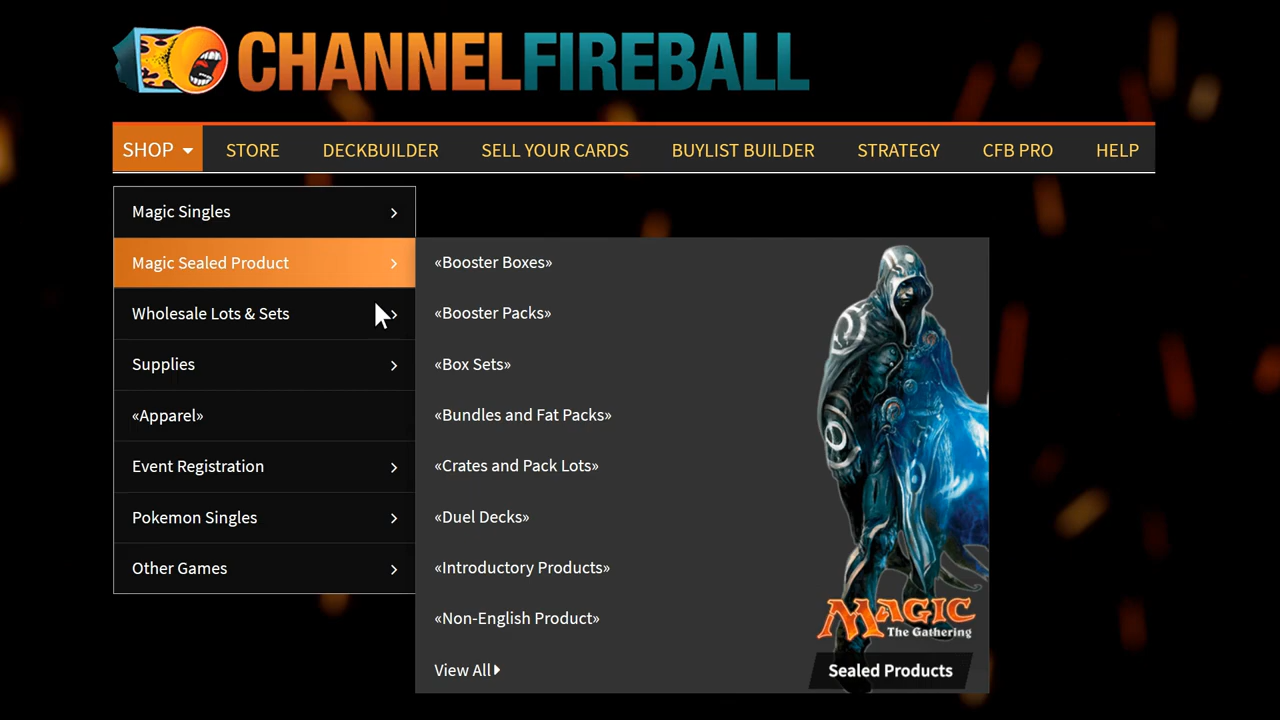 CHANNELFIREBALL
SHOP STORE DECKBUILDER SELL YOUR CARDS BUYLIST BUILDER STRATEGY CFB PRO HELP
Magic Singles
Magic Sealed Product
Wholesale Lots & Sets
Supplies
«Apparel»
Event Registration
Pokemon Singles
Other Games
«Booster Boxes»
«Booster Packs»
«Box Sets»
«Bundles and Fat Packs»
«Crates and Pack Lots»
«Duel Decks»
«Introductory Products»
«Non-English Product»
View All
MAGIC
The Gathering
Sealed Products